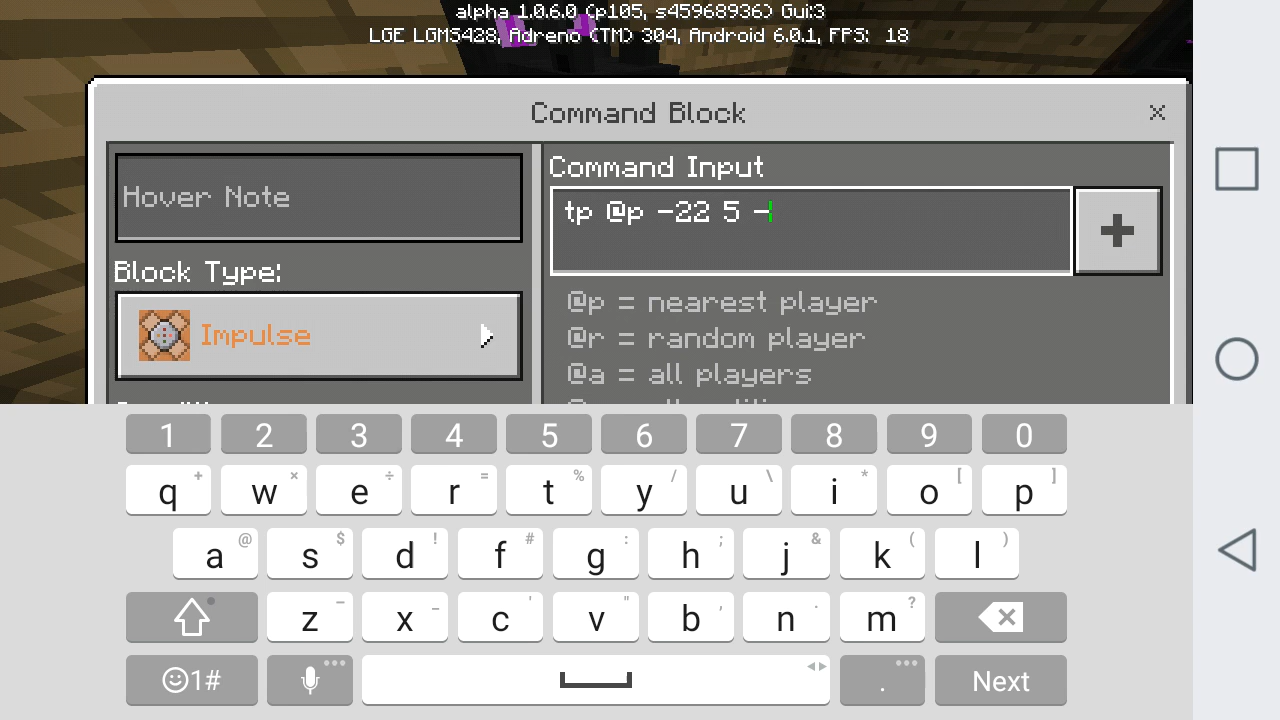 alpha 1.0.6.0 (p105, s45968936) Gui:3
LGE LGMS428, Adreno (TM) 304, Android 6.0.1, FPS: 18
Command Block
Hover Note
Block Type:
Impulse
Command Input
tp @p -22 5 -
@p = nearest player
@r = random player
@a = all players
1 2 3 4 5 6 7 8 9 0
q + w × e ÷ r = t % y / u \ i * o [ p ]
a @ s $ d ! f # g : h ; j & k ( l )
z – x _ c ' v " b , n . m ?
1# .
Next